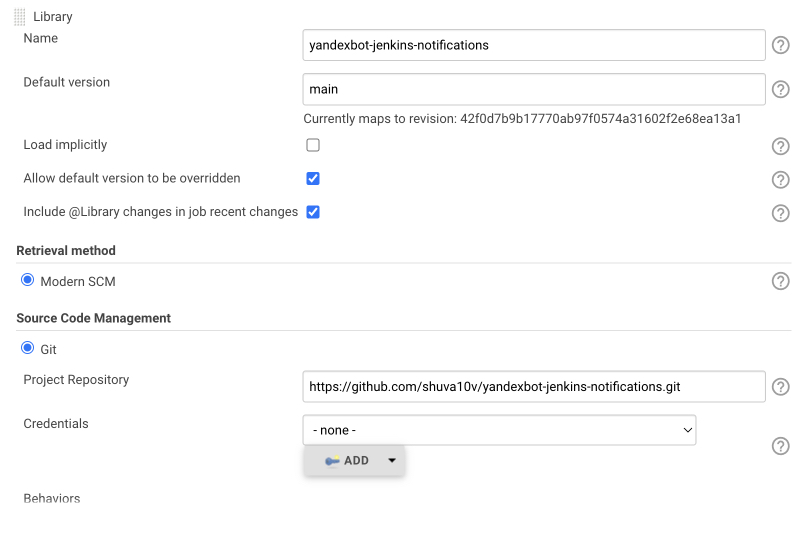 Library
Name
yandexbot-jenkins-notifications
Default version
main
Currently maps to revision: 42f0d7b9b17770ab97f0574a31602f2e68ea13a1
Load implicitly
Allow default version to be overridden
Include @Library changes in job recent changes
Retrieval method
Modern SCM
Source Code Management
Git
Project Repository
https://github.com/shuva10v/yandexbot-jenkins-notifications.git
Credentials
- none -
ADD
Behaviors